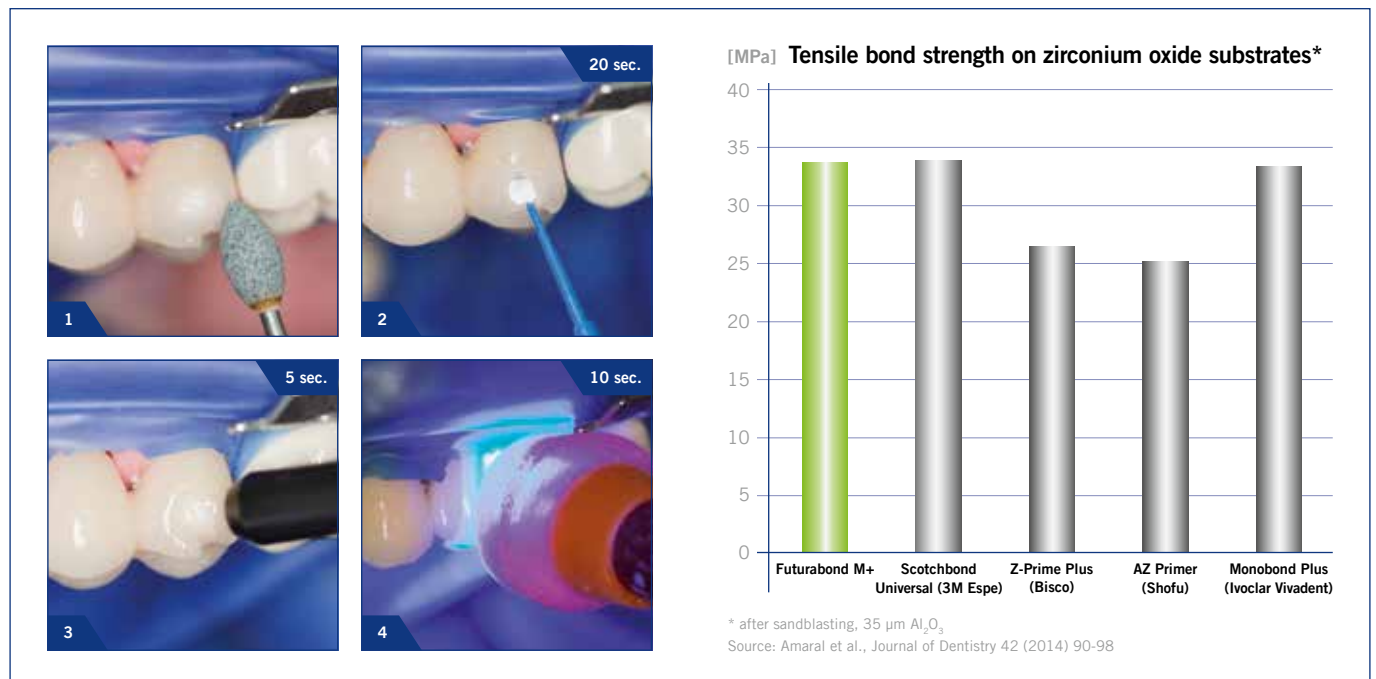 1
20 sec.
2
5 sec.
3
10 sec.
4
[MPa] Tensile bond strength on zirconium oxide substrates*
40
35
30
25
20
15
10
5
0
Futurabond M+
Scotchbond
Universal (3M Espe)
Z-Prime Plus
(Bisco)
AZ Primer
(Shofu)
Monobond Plus
(Ivoclar Vivadent)
* after sandblasting, 35 µm Al₂O₃
Source: Amaral et al., Journal of Dentistry 42 (2014) 90-98